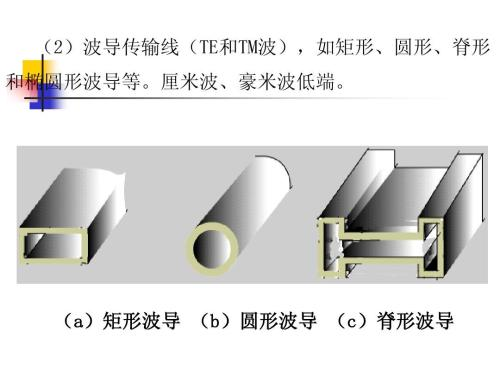 （2）波导传输线（TE和TM波），如矩形、圆形、脊形
和椭圆形波导等。厘米波、豪米波低端。
（a）矩形波导 （b）圆形波导 （c）脊形波导